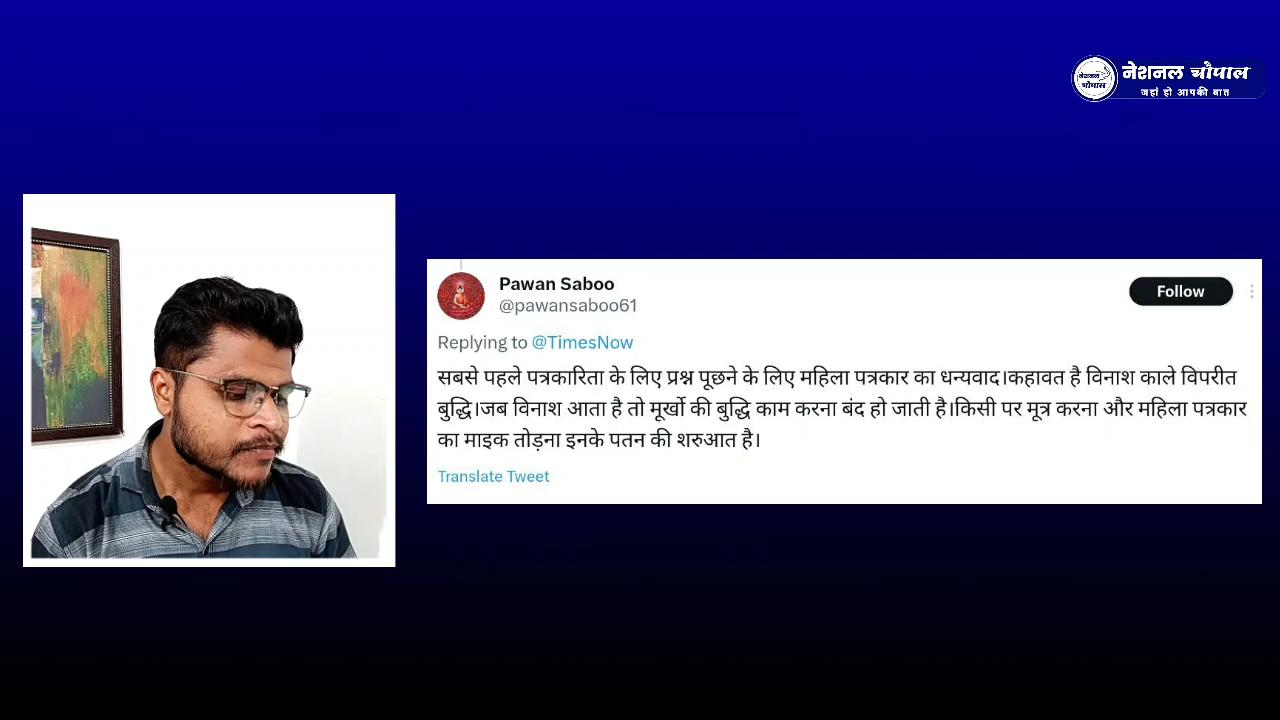 नेशनल चौपाल
नेशनल चौपाल
जहां हो आपकी बात
Pawan Saboo
@pawansaboo61
Follow
Replying to @TimesNow
सबसे पहले पत्रकारिता के लिए प्रश्न पूछने के लिए महिला पत्रकार का धन्यवाद।कहावत है विनाश काले विपरीत
बुद्धि।जब विनाश आता है तो मूर्खो की बुद्धि काम करना बंद हो जाती है।किसी पर मूत्र करना और महिला पत्रकार
का माइक तोड़ना इनके पतन की शरुआत है।
Translate Tweet